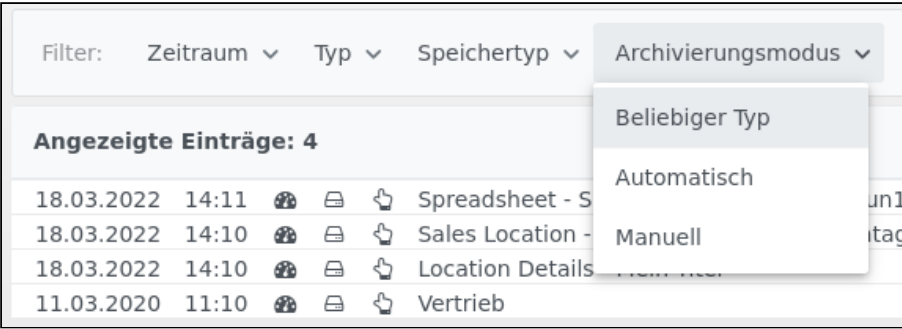 Filter: Zeitraum Typ Speichertyp Archivierungsmodus
Beliebiger Typ
Angezeigte Einträge: 4
Automatisch
18.03.2022 14:11 Spreadsheet - S
18.03.2022 14:10 Sales Location -
Manuell
18.03.2022 14:10 Location Details
11.03.2020 11:10 Vertrieb